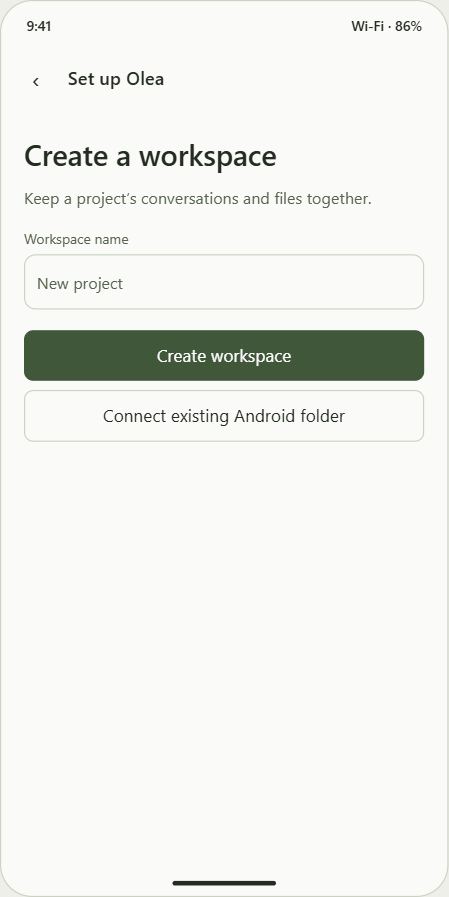 9:41
Wi-Fi · 86%
‹ Set up Olea
Create a workspace
Keep a project's conversations and files together.
Workspace name
New project
Create workspace
Connect existing Android folder